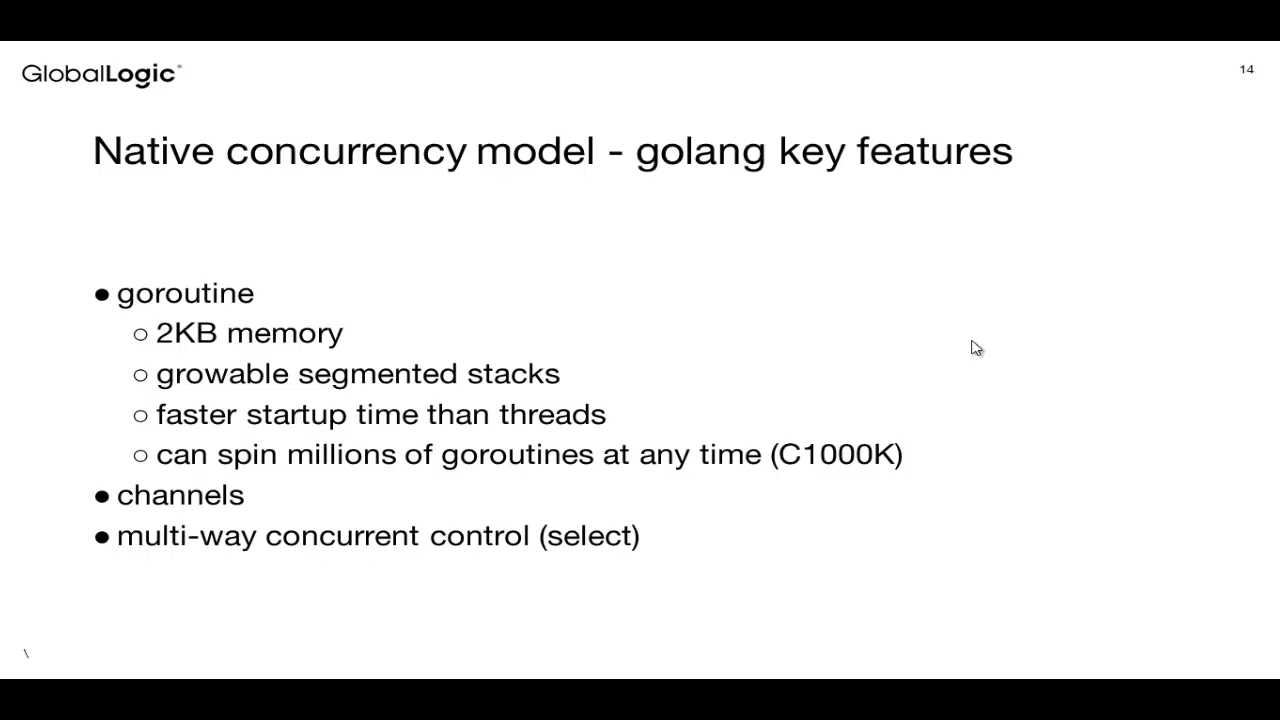 GlobalLogic®
14
Native concurrency model - golang key features
● goroutine
○ 2KB memory
○ growable segmented stacks
○ faster startup time than threads
○ can spin millions of goroutines at any time (C1000K)
● channels
● multi-way concurrent control (select)
\